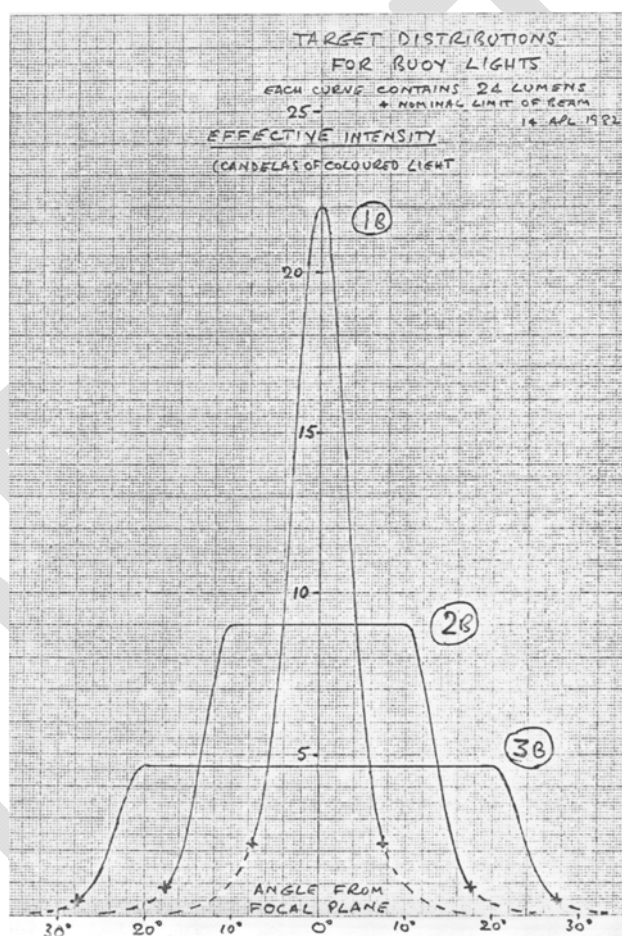 TARGET DISTRIBUTIONS
FOR BUOY LIGHTS
EACH CURVE CONTAINS 24 LUMENS
+ NOMINAL LIMIT OF BEAM
14 APL 1982
25
EFFECTIVE INTENSITY
(CANDELAS OF COLOURED LIGHT
1B
20
15
10
2B
5
3B
ANGLE FROM
FOCAL PLANE
30° 20° 10° 0° 10° 20° 30°